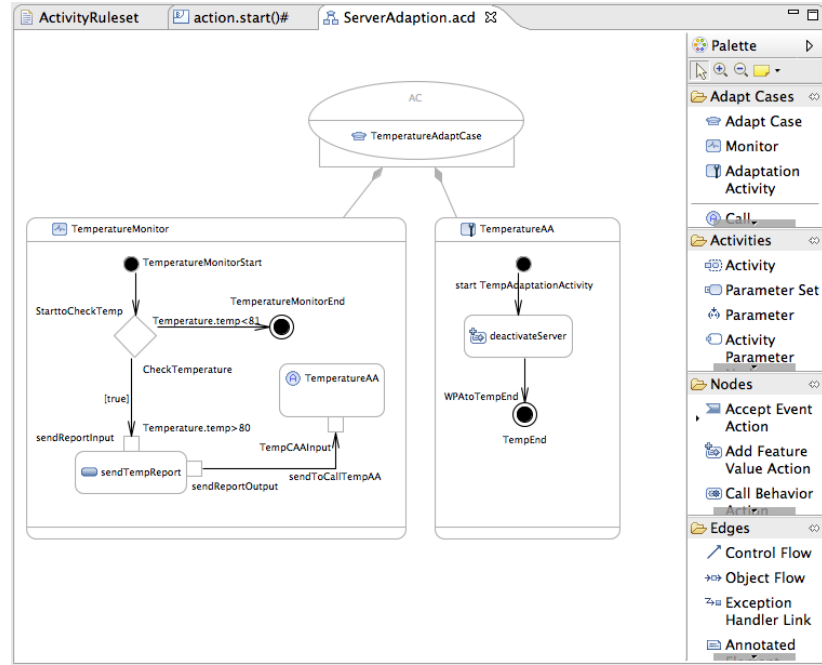 ActivityRuleset
action.start()#
ServerAdaption.acd
AC
TemperatureAdaptCase
TemperatureMonitor
TemperatureMonitorStart
StarttoCheckTemp
TemperatureMonitorEnd
Temperature.temp<81
CheckTemperature
TemperatureAA
[true]
Temperature.temp>80
sendReportInput
TempCAAInput
sendTempReport
sendToCallTempAA
sendReportOutput
TemperatureAA
start TempAdaptationActivity
deactivateServer
WPAtoTempEnd
TempEnd
Palette
Adapt Cases
Adapt Case
Monitor
Adaptation
Activity
Call
Activities
Activity
Parameter Set
Parameter
Activity
Parameter
Nodes
Accept Event
Action
Add Feature
Value Action
Call Behavior
Action
Edges
Control Flow
Object Flow
Exception
Handler Link
Annotated